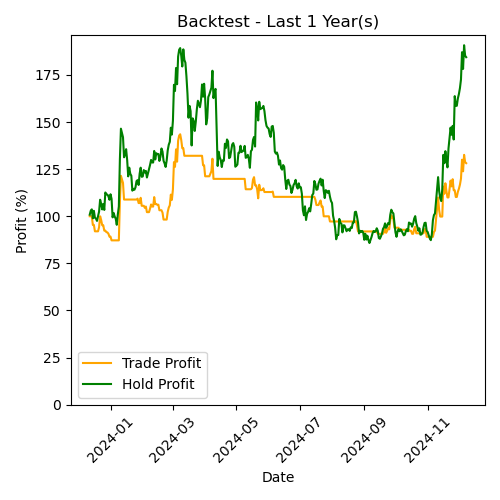 Backtest - Last 1 Year(s)
Profit (%)
175
150
125
100
75
50
25
0
Trade Profit
Hold Profit
2024-01
2024-03
2024-05
2024-07
2024-09
2024-11
Date